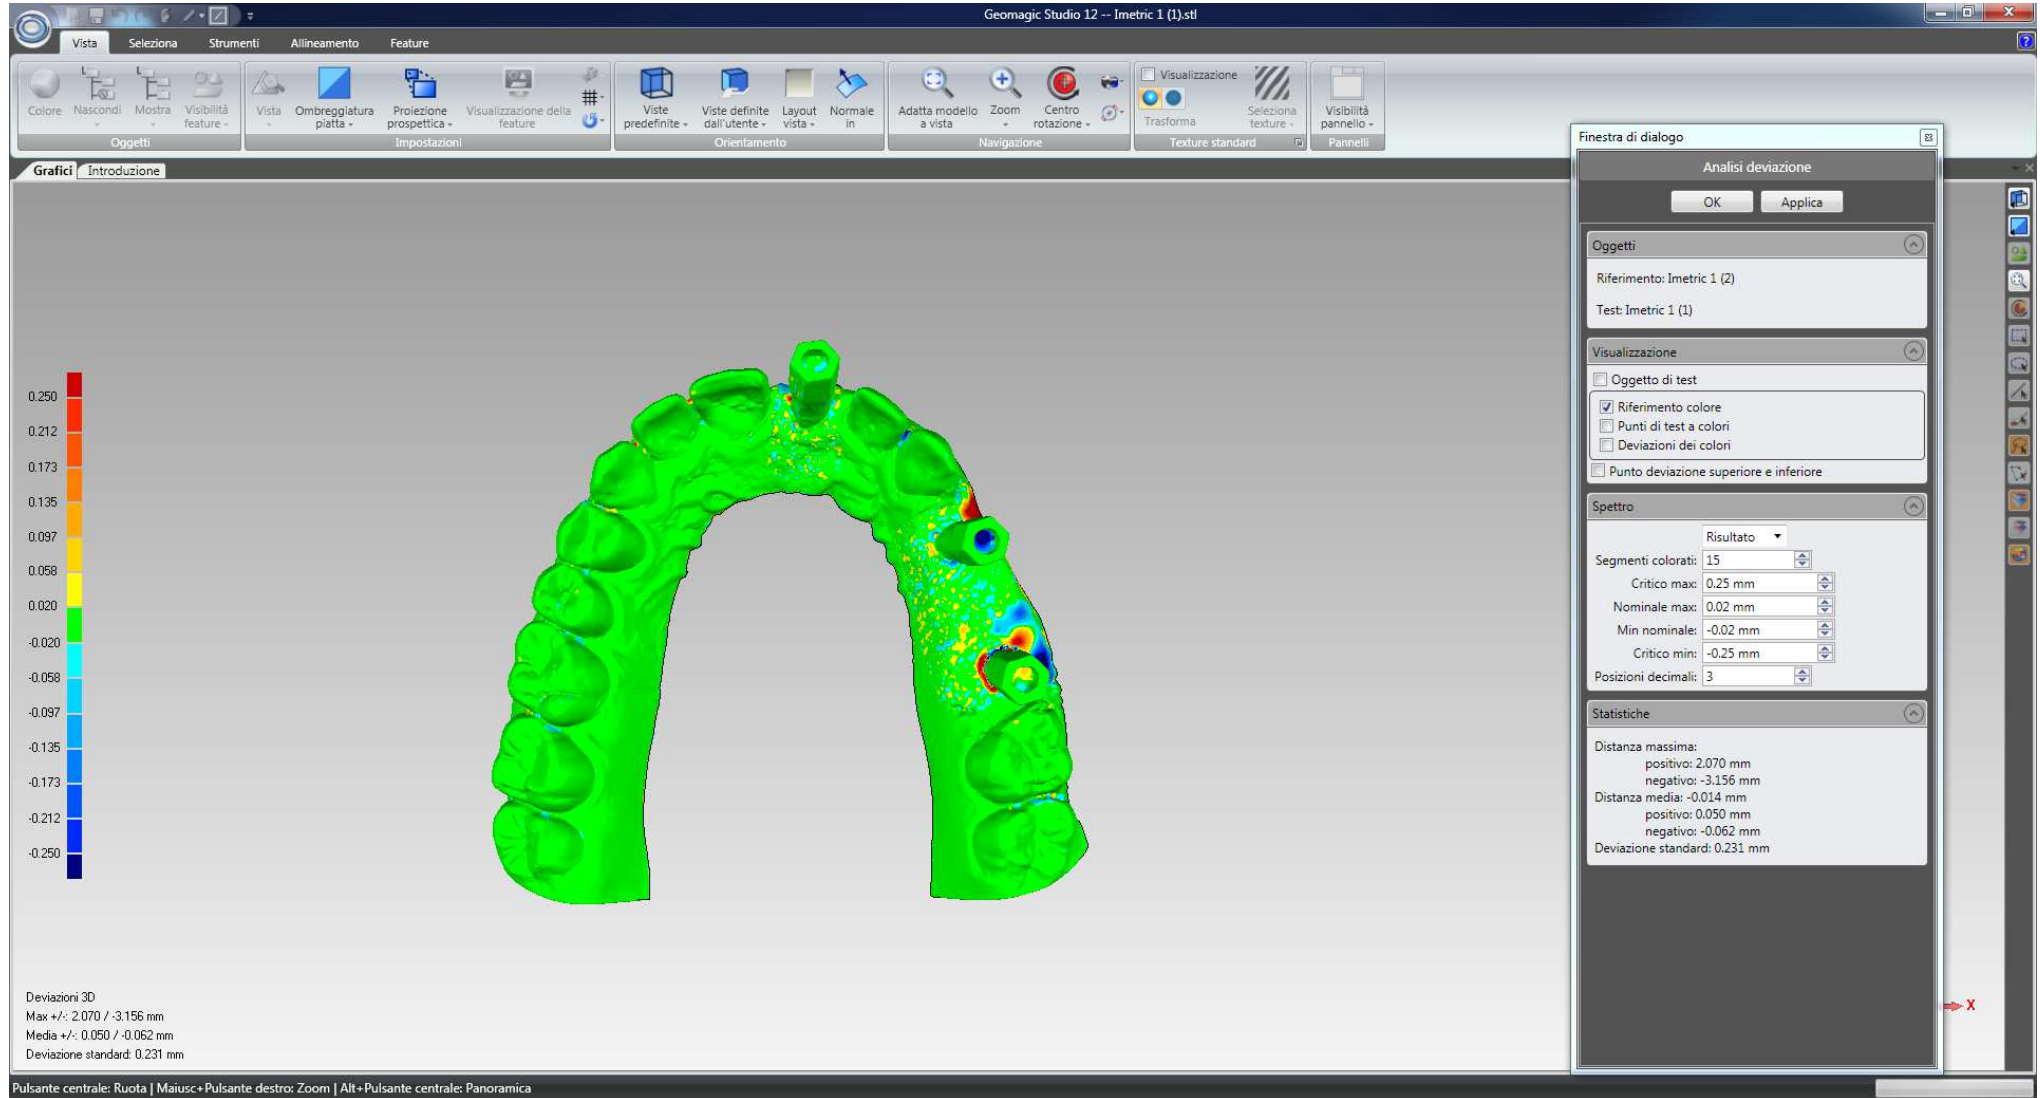 Geomagic Studio 12 -- Imetric 1 (1).stl
Vista Seleziona Strumenti Allineamento Feature
Colore Nascondi Mostra Visibilità feature
Vista Ombreggiatura piatta Proiezione prospettica Visualizzazione della feature
Viste predefinite Viste definite dall'utente Layout vista Normale in
Adatta modello a vista Zoom Centro rotazione
Visualizzazione
Trasforma
Seleziona texture
Visibilità pannello
Oggetti Impostazioni Orientamento Navigazione Texture standard Pannelli
Grafici Introduzione
0.250
0.212
0.173
0.135
0.097
0.058
0.020
-0.020
-0.058
-0.097
-0.135
-0.173
-0.212
-0.250
Deviazioni 3D
Max +/-: 2.070 / -3.156 mm
Media +/-: 0.050 / -0.062 mm
Deviazione standard: 0.231 mm
X
Finestra di dialogo
Analisi deviazione
OK Applica
Oggetti
Riferimento: Imetric 1 (2)
Test: Imetric 1 (1)
Visualizzazione
Oggetto di test
Riferimento colore
Punti di test a colori
Deviazioni dei colori
Punto deviazione superiore e inferiore
Spettro
Risultato
Segmenti colorati: 15
Critico max: 0.25 mm
Nominale max: 0.02 mm
Min nominale: -0.02 mm
Critico min: -0.25 mm
Posizioni decimali: 3
Statistiche
Distanza massima:
positivo: 2.070 mm
negativo: -3.156 mm
Distanza media: -0.014 mm
positivo: 0.050 mm
negativo: -0.062 mm
Deviazione standard: 0.231 mm
Pulsante centrale: Ruota | Maiusc+Pulsante destro: Zoom | Alt+Pulsante centrale: Panoramica